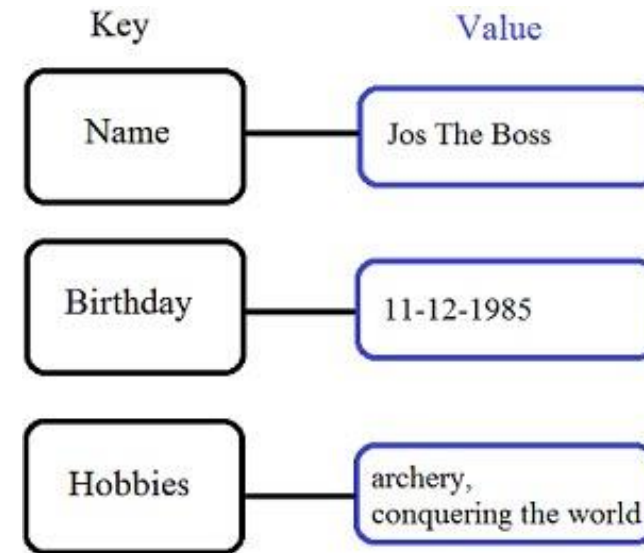 Key Value
Name Jos The Boss
Birthday 11-12-1985
Hobbies archery,
conquering the world